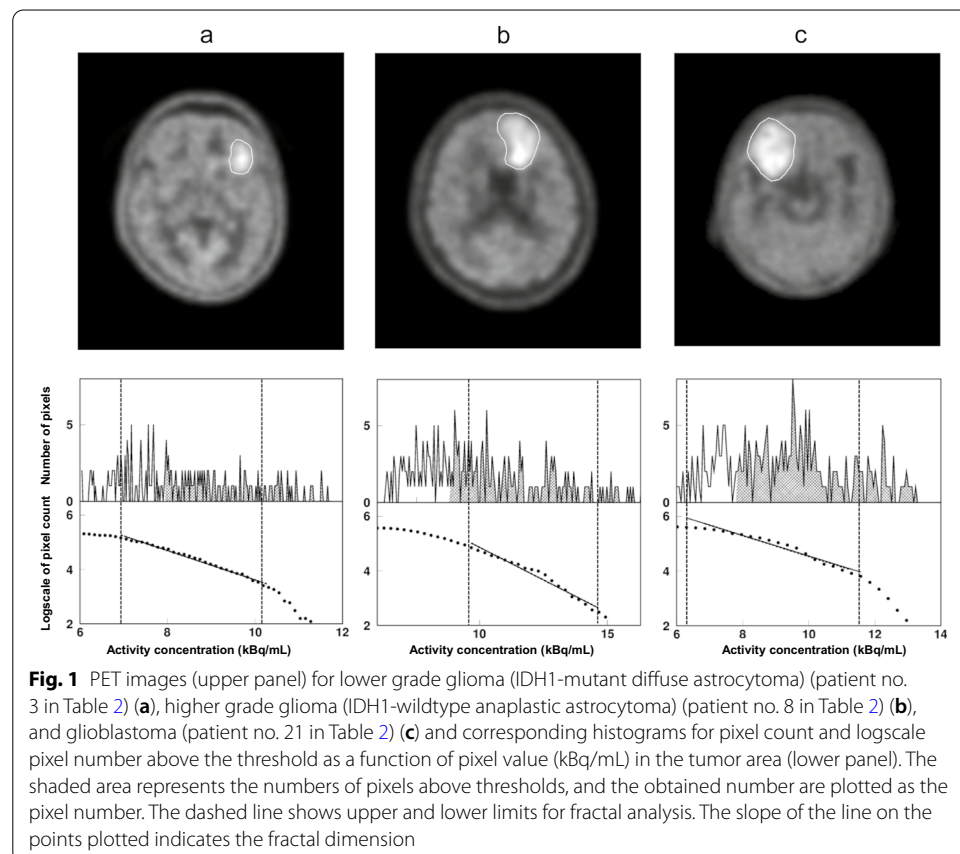 a b c
Number of pixels
5 5 5
0 0 0
Logscale of pixel count
6 6 6
4 4 4
2 2 2
6 8 10 12 10 15 6 8 10 12 14
Activity concentration (kBq/mL) Activity concentration (kBq/mL) Activity concentration (kBq/mL)
Fig. 1 PET images (upper panel) for lower grade glioma (IDH1-mutant diffuse astrocytoma) (patient no.
3 in Table 2) (a), higher grade glioma (IDH1-wildtype anaplastic astrocytoma) (patient no. 8 in Table 2) (b),
and glioblastoma (patient no. 21 in Table 2) (c) and corresponding histograms for pixel count and logscale
pixel number above the threshold as a function of pixel value (kBq/mL) in the tumor area (lower panel). The
shaded area represents the numbers of pixels above thresholds, and the obtained number are plotted as the
pixel number. The dashed line shows upper and lower limits for fractal analysis. The slope of the line on the
points plotted indicates the fractal dimension